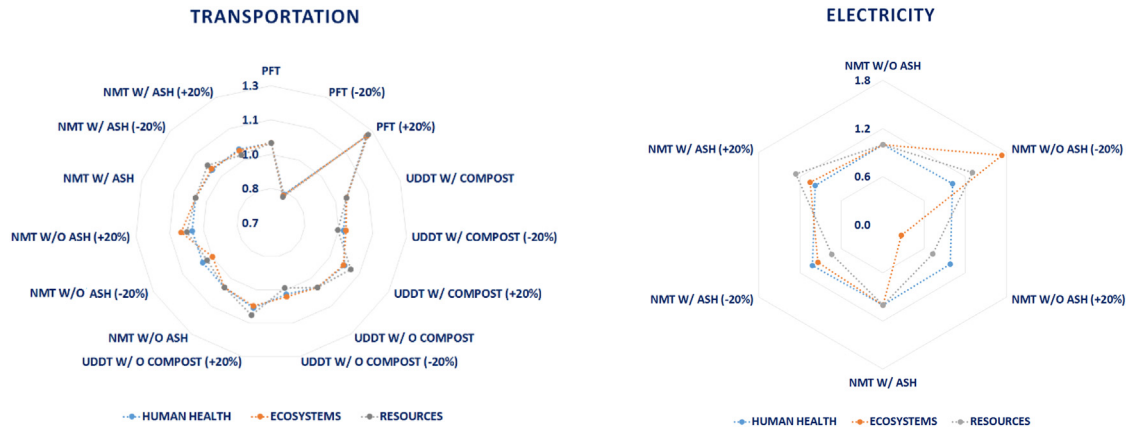 TRANSPORTATION
PFT
1.3
1.1
1.0
0.8
0.7
PFT (-20%)
PFT (+20%)
UDDT W/ COMPOST
UDDT W/ COMPOST (-20%)
UDDT W/ COMPOST (+20%)
UDDT W/ O COMPOST
UDDT W/ O COMPOST (-20%)
UDDT W/ O COMPOST (+20%)
NMT W/O ASH
NMT W/O ASH (-20%)
NMT W/O ASH (+20%)
NMT W/ ASH
NMT W/ ASH (-20%)
NMT W/ ASH (+20%)
HUMAN HEALTH
ECOSYSTEMS
RESOURCES
ELECTRICITY
NMT W/O ASH
1.8
1.2
0.6
0.0
NMT W/O ASH (-20%)
NMT W/O ASH (+20%)
NMT W/ ASH
NMT W/ ASH (-20%)
NMT W/ ASH (+20%)
HUMAN HEALTH
ECOSYSTEMS
RESOURCES